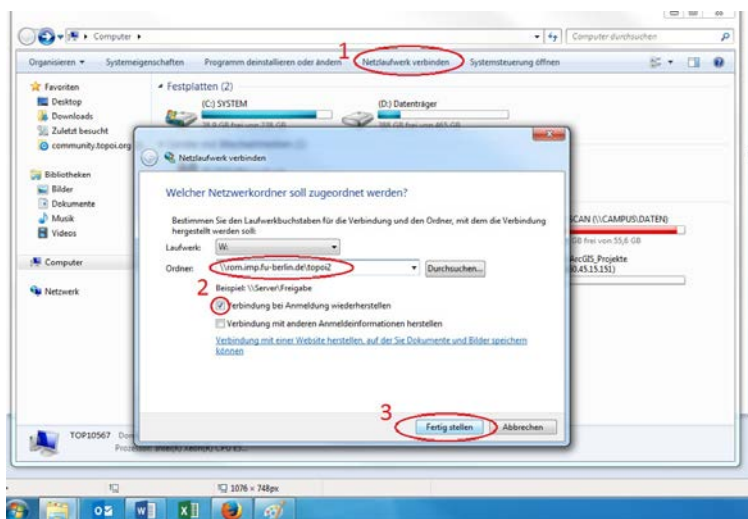 Computer
Computer durchsuchen
1
Organisieren
Systemeigenschaften
Programm deinstallieren oder ändern
Netzlaufwerk verbinden
Systemsteuerung öffnen
Favoriten
Desktop
Downloads
Zuletzt besucht
community.topoi.org
Bibliotheken
Bilder
Dokumente
Musik
Videos
Computer
Netzwerk
Festplatten (2)
(C:) SYSTEM
(D:) Datenträger
Netzlaufwerk verbinden
Welcher Netzwerkordner soll zugeordnet werden?
Bestimmen Sie den Laufwerkbuchstaben für die Verbindung und den Ordner, mit dem die Verbindung
hergestellt werden soll:
Laufwerk: W:
Ordner: \\rom.imp.fu-berlin.de\topoi2 Durchsuchen...
Beispiel: \\Server\Freigabe
2
Verbindung bei Anmeldung wiederherstellen
Verbindung mit anderen Anmeldeinformationen herstellen
Verbindung mit einer Website herstellen, auf der Sie Dokumente und Bilder speichern
können
3
Fertig stellen
Abbrechen
SCAN (\\CAMPUS\DATEN)
GB frei von 55,6 GB
ArcGIS_Projekte
0.45.15.151)
TOP10567
1076 × 748px